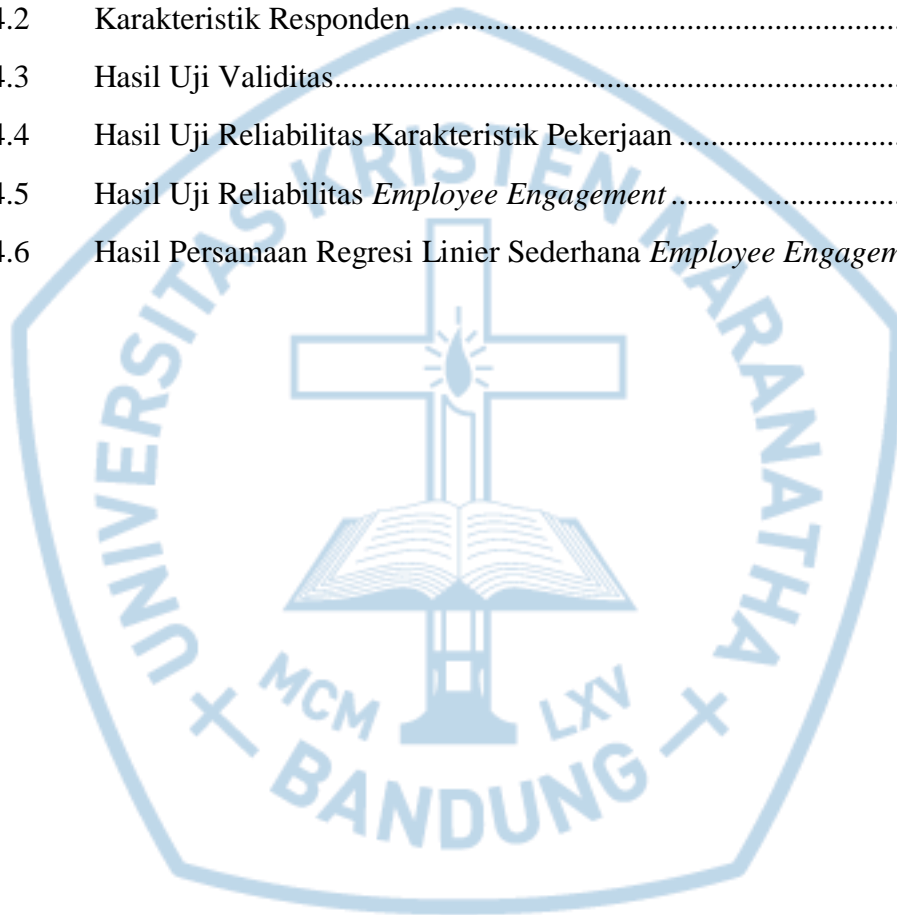 4.2 Karakteristik Responden
4.3 Hasil Uji Validitas
4.4 Hasil Uji Reliabilitas Karakteristik Pekerjaan
4.5 Hasil Uji Reliabilitas Employee Engagement
4.6 Hasil Persamaan Regresi Linier Sederhana Employee Engagem
UNIVERSITAS KRISTEN MARANATHA
MCM LXV
BANDUNG